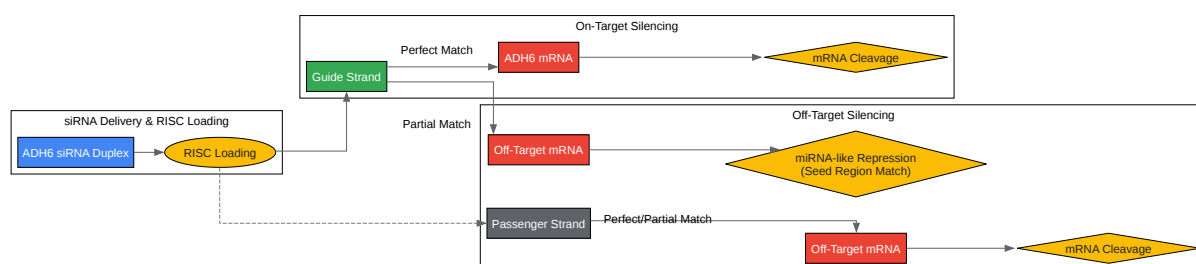 On-Target Silencing
Perfect Match
ADH6 mRNA
mRNA Cleavage
Guide Strand
siRNA Delivery & RISC Loading
ADH6 siRNA Duplex
RISC Loading
Partial Match
Off-Target Silencing
Off-Target mRNA
miRNA-like Repression
(Seed Region Match)
Passenger Strand
Perfect/Partial Match
Off-Target mRNA
mRNA Cleavage